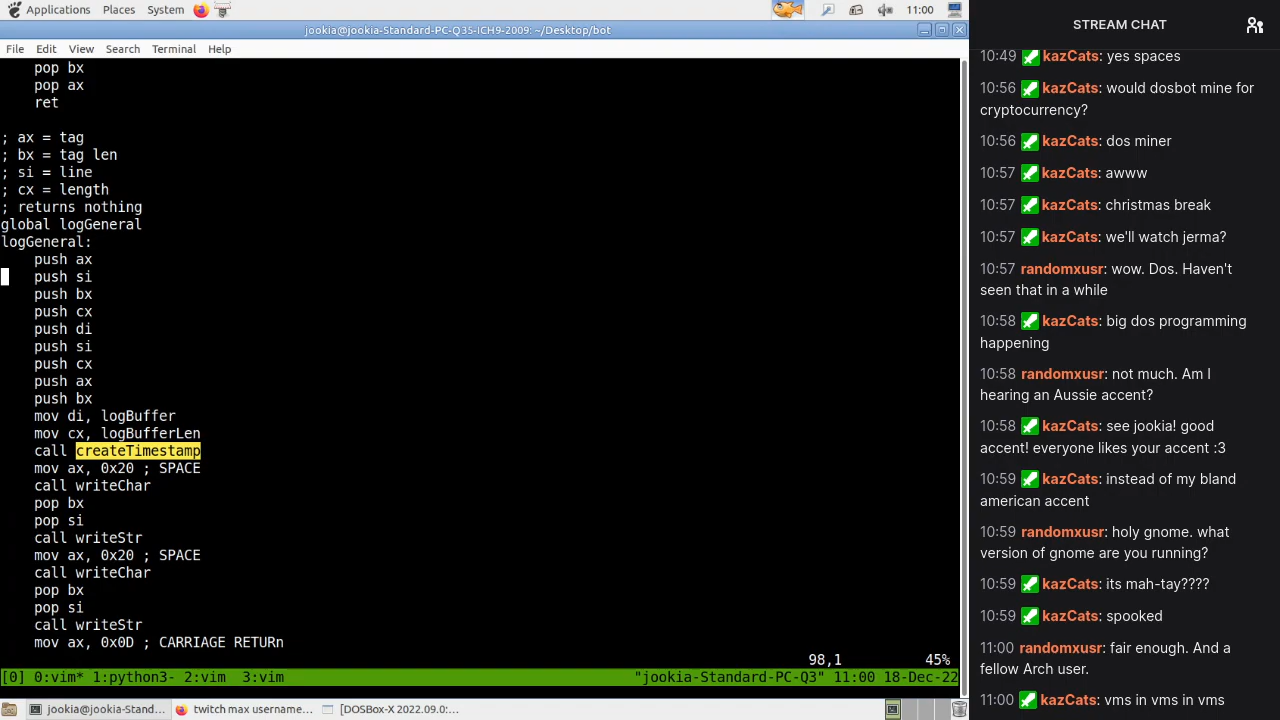 Applications Places System 11:00
jookia@jookia-Standard-PC-Q35-ICH9-2009: ~/Desktop/bot
File Edit View Search Terminal Help
pop bx
pop ax
ret
; ax = tag
; bx = tag len
; si = line
; cx = length
; returns nothing
global logGeneral
logGeneral:
push ax
push si
push bx
push cx
push di
push si
push cx
push ax
push bx
mov di, logBuffer
mov cx, logBufferLen
call createTimestamp
mov ax, 0x20 ; SPACE
call writeChar
pop bx
pop si
call writeStr
mov ax, 0x20 ; SPACE
call writeChar
pop bx
pop si
call writeStr
mov ax, 0x0D ; CARRIAGE RETURn
98,1 45%
[0] 0:vim* 1:python3- 2:vim 3:vim "jookia-Standard-PC-Q3" 11:00 18-Dec-22
jookia@jookia-Stand... twitch max username... [DOSBox-X 2022.09.0:...
STREAM CHAT
10:49 kazCats: yes spaces
10:56 kazCats: would dosbot mine for
cryptocurrency?
10:56 kazCats: dos miner
10:57 kazCats: awww
10:57 kazCats: christmas break
10:57 kazCats: we'll watch jerma?
10:57 randomxusr: wow. Dos. Haven't
seen that in a while
10:58 kazCats: big dos programming
happening
10:58 randomxusr: not much. Am I
hearing an Aussie accent?
10:58 kazCats: see jookia! good
accent! everyone likes your accent :3
10:59 kazCats: instead of my bland
american accent
10:59 randomxusr: holy gnome. what
version of gnome are you running?
10:59 kazCats: its mah-tay????
10:59 kazCats: spooked
11:00 randomxusr: fair enough. And a
fellow Arch user.
11:00 kazCats: vms in vms in vms